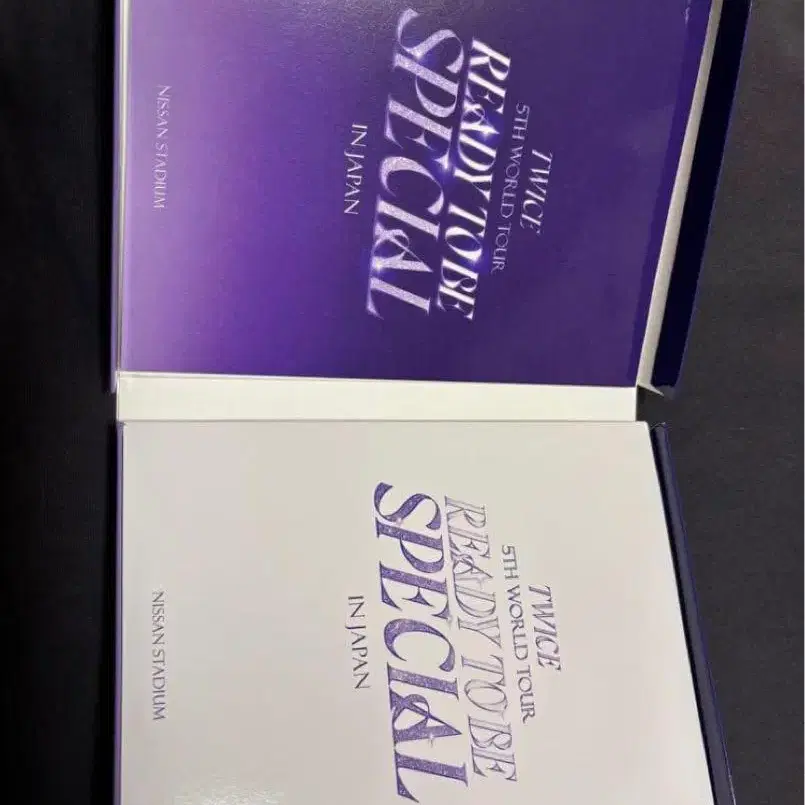 TWICE
5TH WORLD TOUR
READY TO BE
SPECIAL
IN JAPAN
NISSAN STADIUM
TWICE
5TH WORLD TOUR
READY TO BE
SPECIAL
IN JAPAN
NISSAN STADIUM